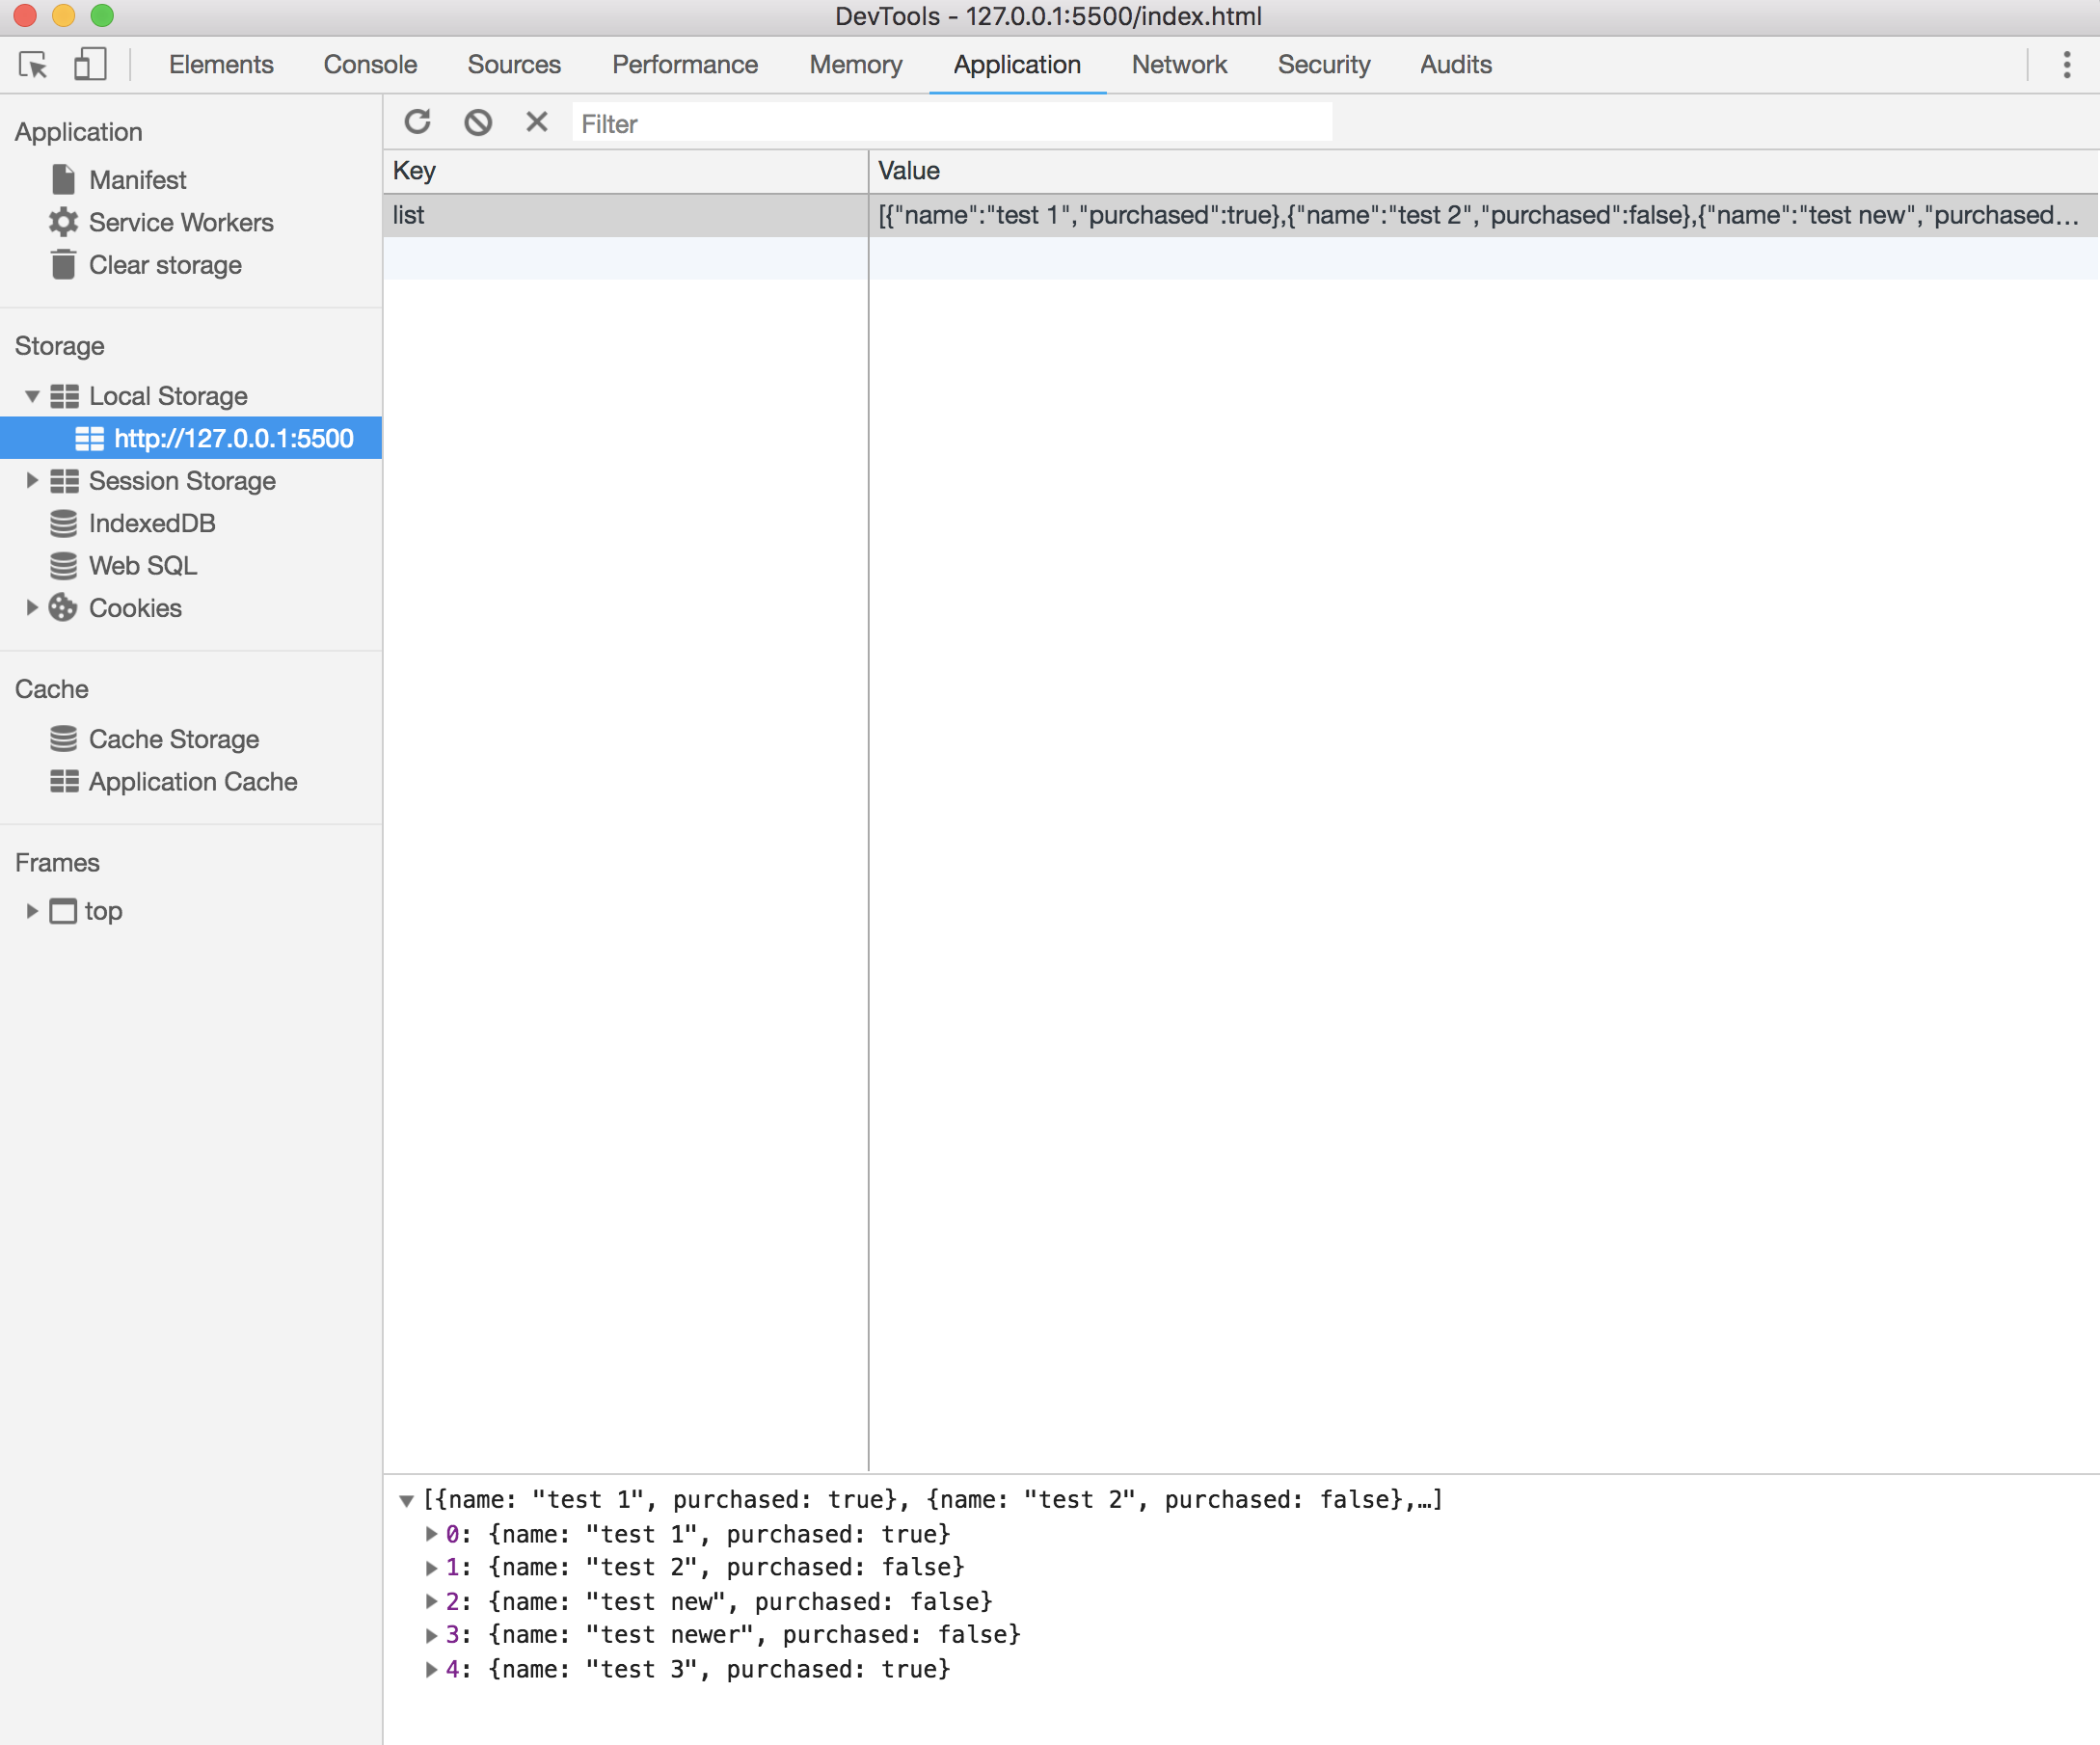 DevTools - 127.0.0.1:5500/index.html
Elements Console Sources Performance Memory Application Network Security Audits
Application
Manifest
Service Workers
Clear storage
Storage
Local Storage
http://127.0.0.1:5500
Session Storage
IndexedDB
Web SQL
Cookies
Cache
Cache Storage
Application Cache
Frames
top
Filter
Key Value
list [{"name":"test 1","purchased":true},{"name":"test 2","purchased":false},{"name":"test new","purchased…
[{name: "test 1", purchased: true}, {name: "test 2", purchased: false},…]
0: {name: "test 1", purchased: true}
1: {name: "test 2", purchased: false}
2: {name: "test new", purchased: false}
3: {name: "test newer", purchased: false}
4: {name: "test 3", purchased: true}